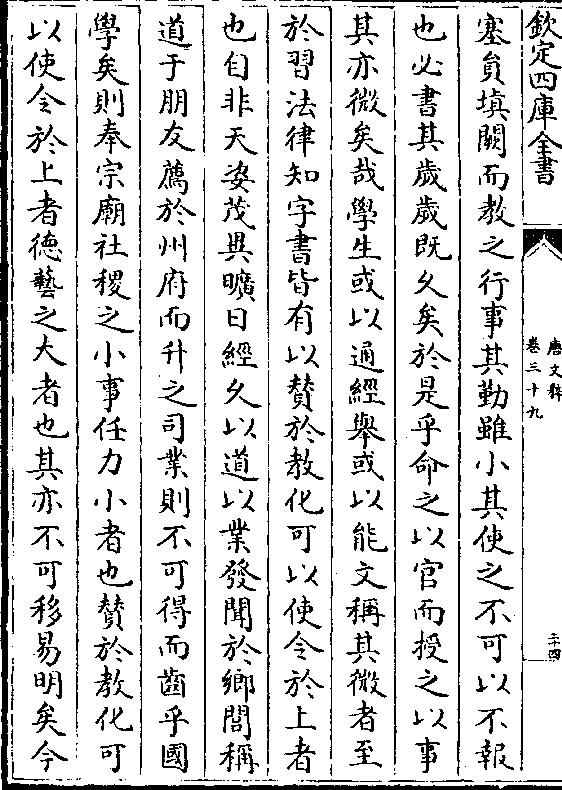 欽定四庫全書
唐文粹
卷三十九
二十四
塞員填闕而教之行事其勤雖小其使之不可以不報
也必書其歲歲既久矣於是乎命之以官而授之以事
其亦微矣哉學生或以通經舉或以能文稱其微者至
於習法律知字書皆有以賛於教化可以使令於上者
也自非天姿茂異曠日經久以道以業發聞於鄉閭稱
道于朋友薦於州府而升之司業則不可得而齒乎國
學矣則奉宗廟社稷之小事任力小者也賛於教化可
以使令於上者德藝之大者也其亦不可移易明矣今